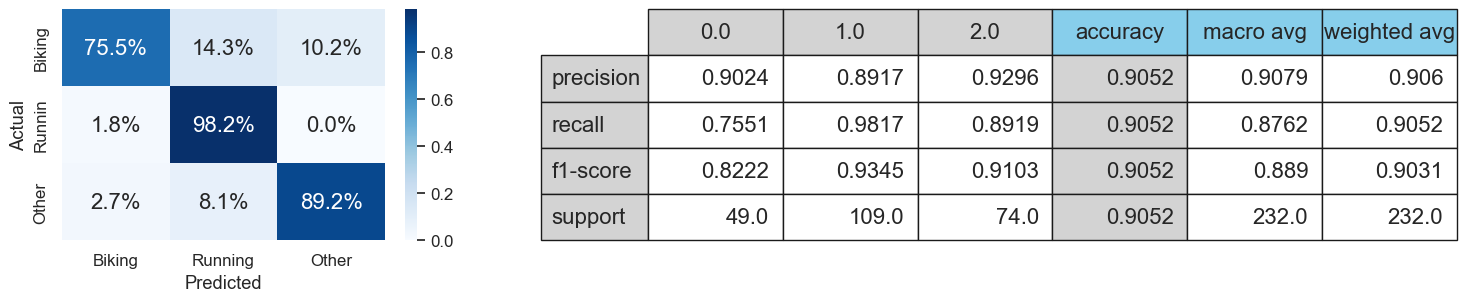 Actual
Biking
Runnin
Other
75.5% 14.3% 10.2%
1.8% 98.2% 0.0%
2.7% 8.1% 89.2%
Biking Running Other
Predicted
0.8
0.6
0.4
0.2
0.0
0.0 1.0 2.0 accuracy macro avg weighted avg
precision 0.9024 0.8917 0.9296 0.9052 0.9079 0.906
recall 0.7551 0.9817 0.8919 0.9052 0.8762 0.9052
f1-score 0.8222 0.9345 0.9103 0.9052 0.889 0.9031
support 49.0 109.0 74.0 0.9052 232.0 232.0